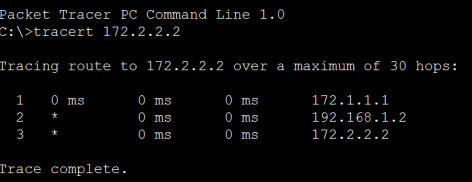 Packet Tracer PC Command Line 1.0
C:\>tracert 172.2.2.2
Tracing route to 172.2.2.2 over a maximum of 30 hops:
1 0 ms 0 ms 0 ms 172.1.1.1
2 * 0 ms 0 ms 192.168.1.2
3 * 0 ms 0 ms 172.2.2.2
Trace complete.